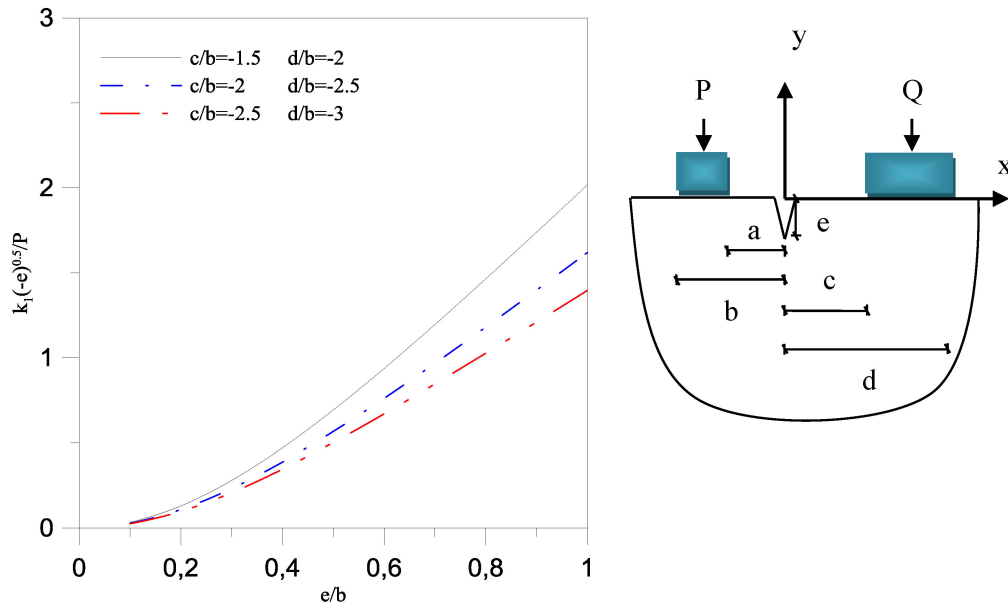 3
2
1
0
k₁(-e)⁰·⁵/P
0
0,2
0,4
0,6
0,8
1
e/b
c/b=-1.5 d/b=-2
c/b=-2 d/b=-2.5
c/b=-2.5 d/b=-3
y
P
Q
x
e
a
c
b
d